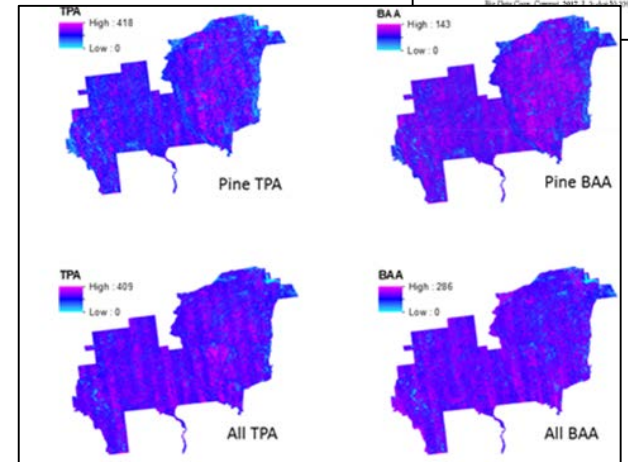 TPA
High : 418
Low : 0
Pine TPA
BAA
High : 143
Low : 0
Pine BAA
TPA
High : 409
Low : 0
All TPA
BAA
High : 286
Low : 0
All BAA